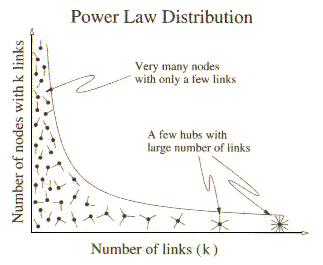 Power Law Distribution
Number of nodes with k links
Very many nodes
with only a few links
A few hubs with
large number of links
Number of links (k)